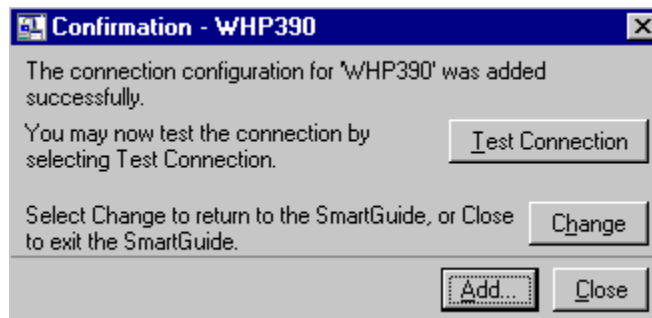 Confirmation - WHP390
The connection configuration for 'WHP390' was added
successfully.
You may now test the connection by
selecting Test Connection.
Test Connection
Select Change to return to the SmartGuide, or Close
to exit the SmartGuide.
Change
Add...
Close